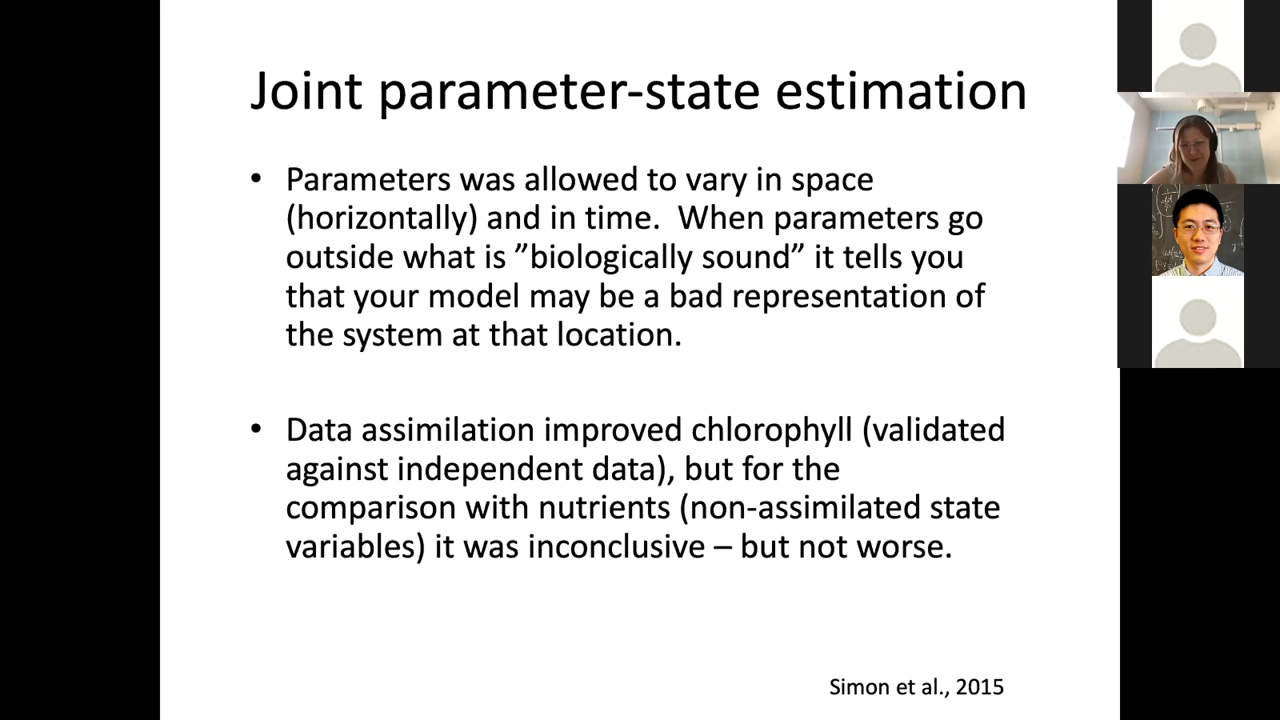 Joint parameter-state estimation
• Parameters was allowed to vary in space
(horizontally) and in time. When parameters go
outside what is ”biologically sound” it tells you
that your model may be a bad representation of
the system at that location.
• Data assimilation improved chlorophyll (validated
against independent data), but for the
comparison with nutrients (non-assimilated state
variables) it was inconclusive – but not worse.
Simon et al., 2015